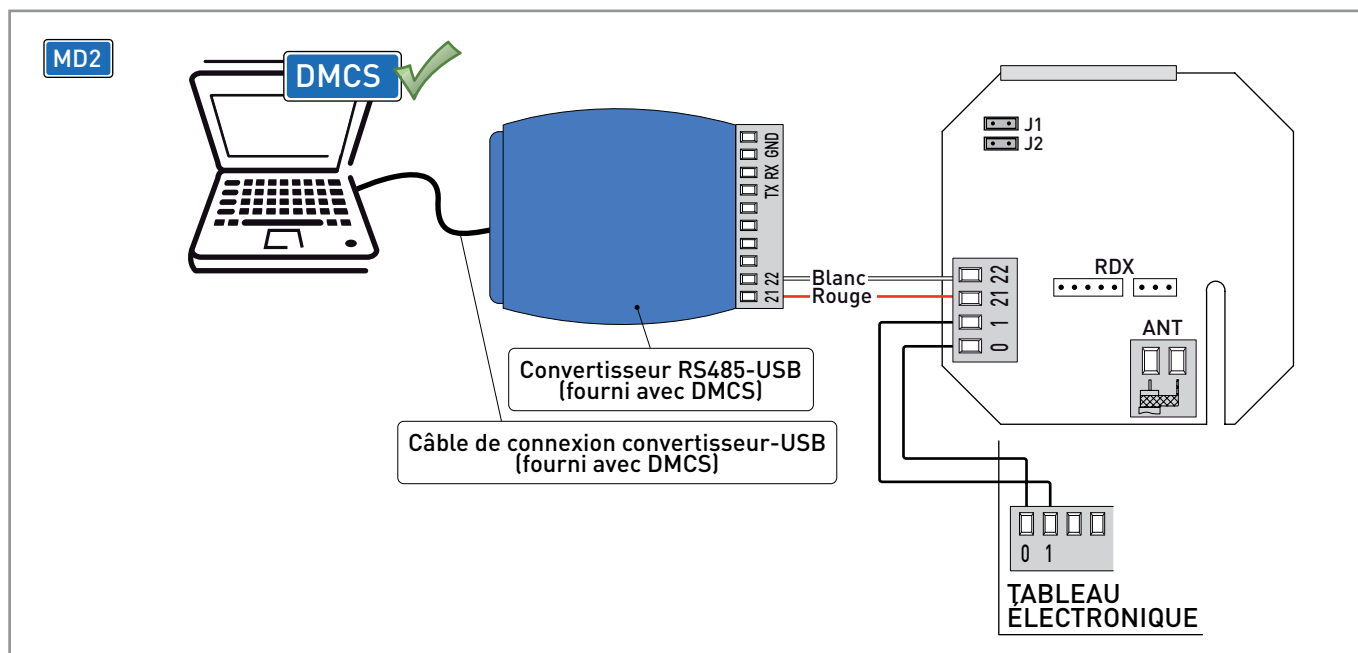 MD2
DMCS
GND
TX RX
21 22
Blanc
Rouge
J1
J2
RDX
ANT
22
21
1
0
Convertisseur RS485-USB
(fourni avec DMCS)
Câble de connexion convertisseur-USB
(fourni avec DMCS)
0 1
TABLEAU
ÉLECTRONIQUE